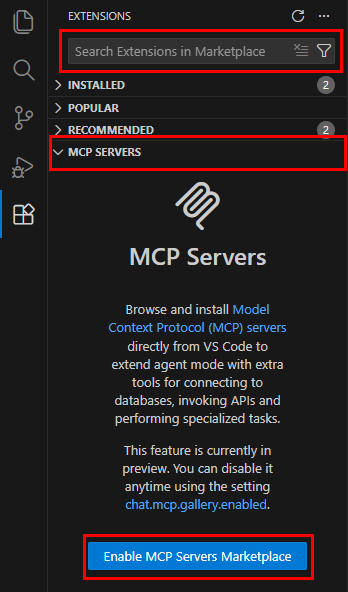 EXTENSIONS
Search Extensions in Marketplace
INSTALLED 2
POPULAR
RECOMMENDED 2
MCP SERVERS
MCP Servers
Browse and install Model
Context Protocol (MCP) servers
directly from VS Code to
extend agent mode with extra
tools for connecting to
databases, invoking APIs and
performing specialized tasks.
This feature is currently in
preview. You can disable it
anytime using the setting
chat.mcp.gallery.enabled.
Enable MCP Servers Marketplace